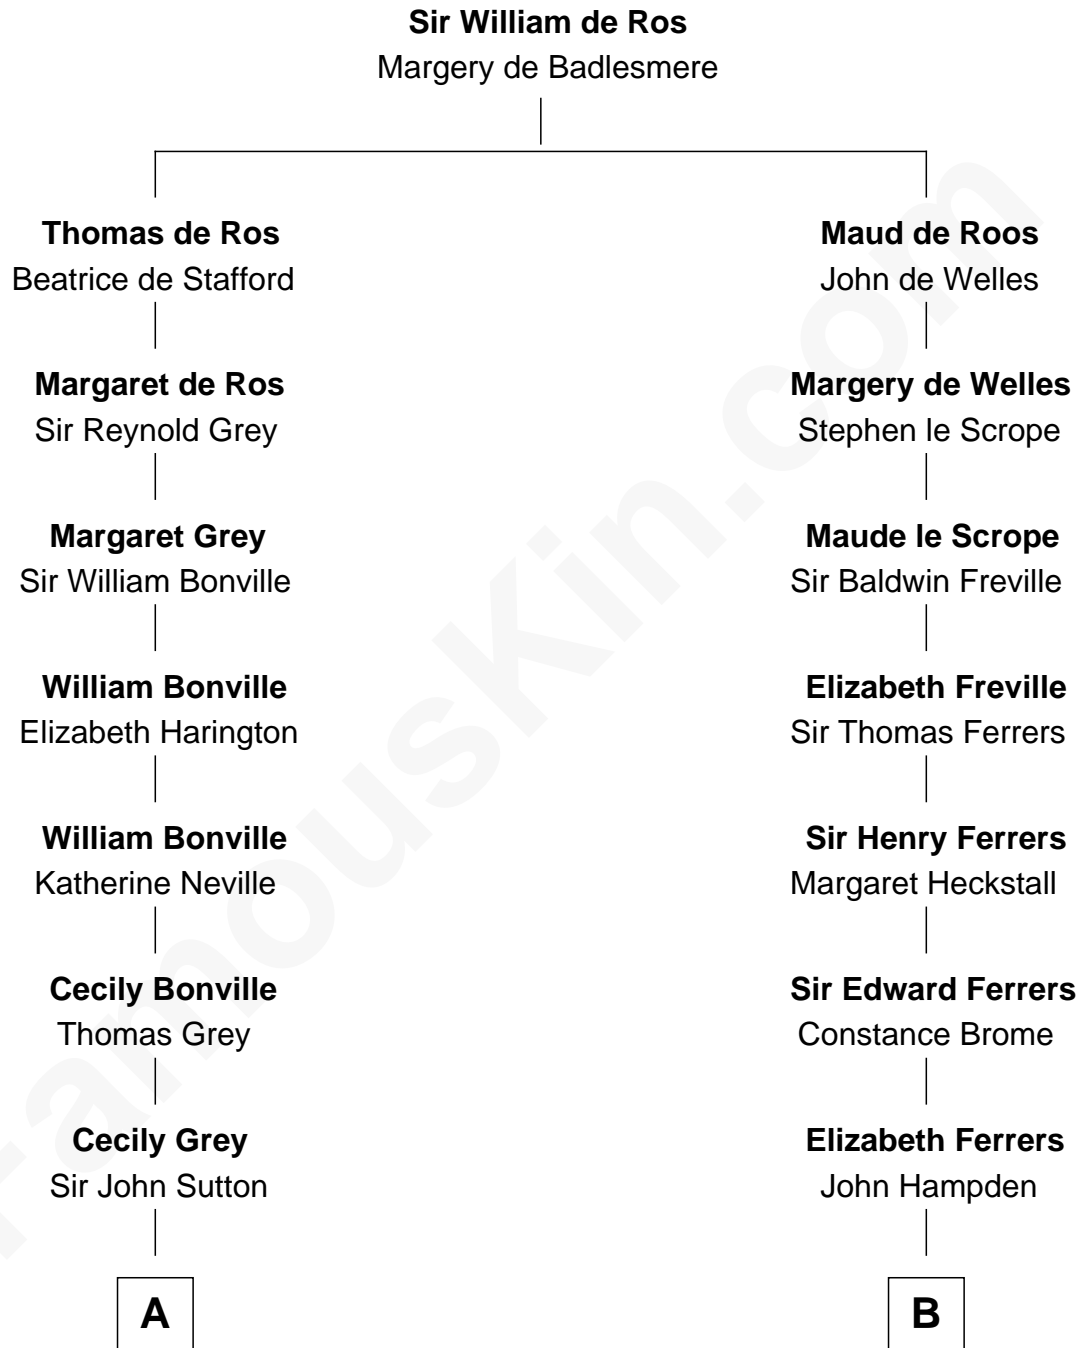 Sir William de Ros
Margery de Badlesmere
Thomas de Ros
Beatrice de Stafford
Maud de Roos
John de Welles
Margaret de Ros
Sir Reynold Grey
Margery de Welles
Stephen le Scrope
Margaret Grey
Sir William Bonville
Maude le Scrope
Sir Baldwin Freville
William Bonville
Elizabeth Harington
Elizabeth Freville
Sir Thomas Ferrers
William Bonville
Katherine Neville
Sir Henry Ferrers
Margaret Heckstall
Cecily Bonville
Thomas Grey
Sir Edward Ferrers
Constance Brome
Cecily Grey
Sir John Sutton
Elizabeth Ferrers
John Hampden
A
B
FamousKin.com